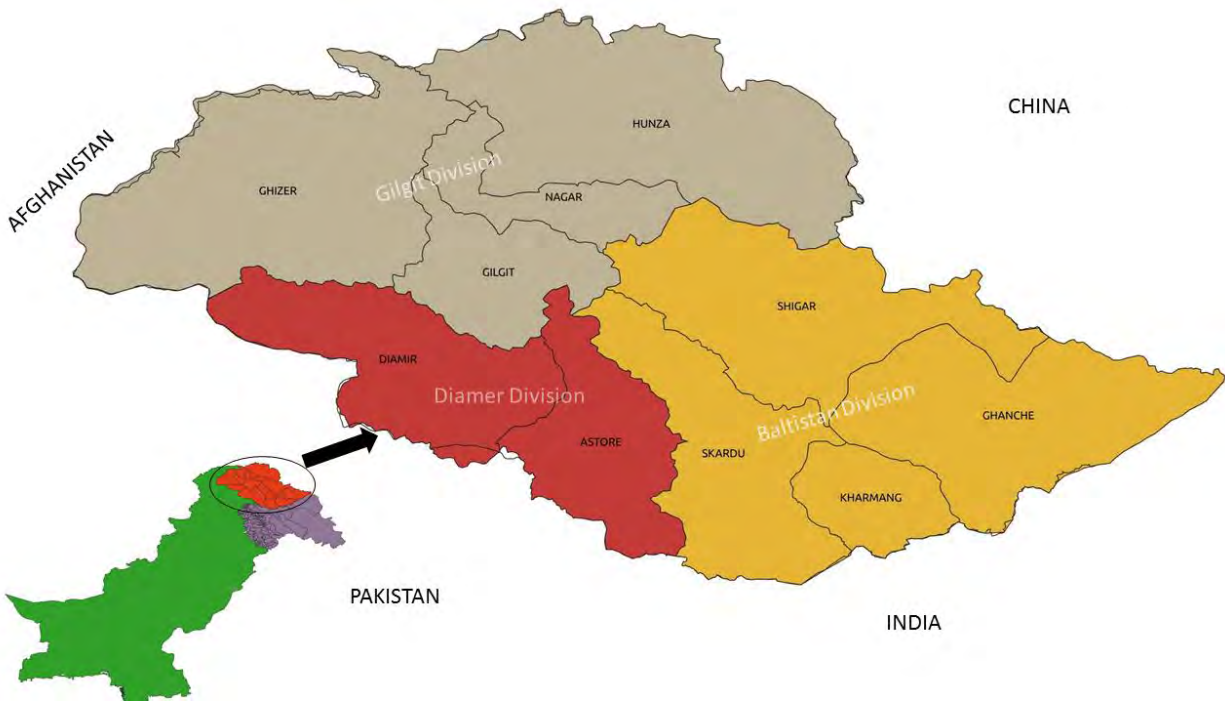 CHINA
HUNZA
AFGHANISTAN
Gilgit Division
GHIZER
NAGAR
GILGIT
SHIGAR
DIAMIR
Diamer Division
Baltistan Division
GHANCHE
ASTORE
SKARDU
KHARMANG
PAKISTAN
INDIA